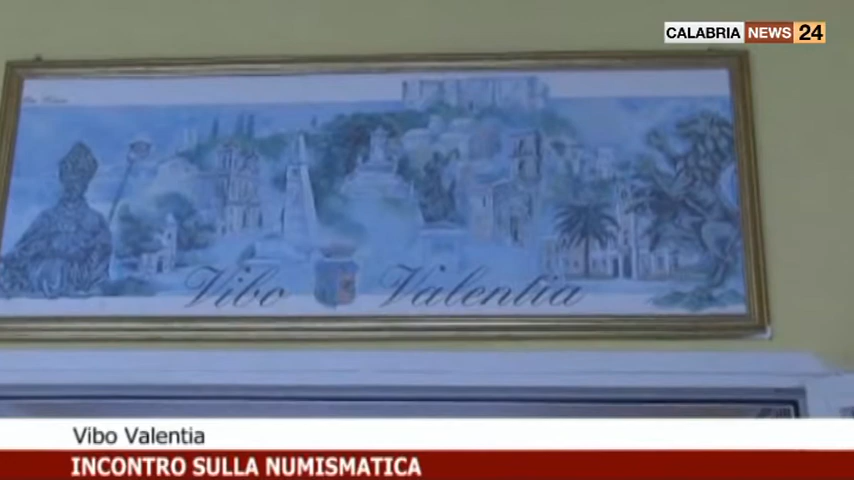 CALABRIA NEWS 24
Vibo Valentia
Vibo Valentia
INCONTRO SULLA NUMISMATICA